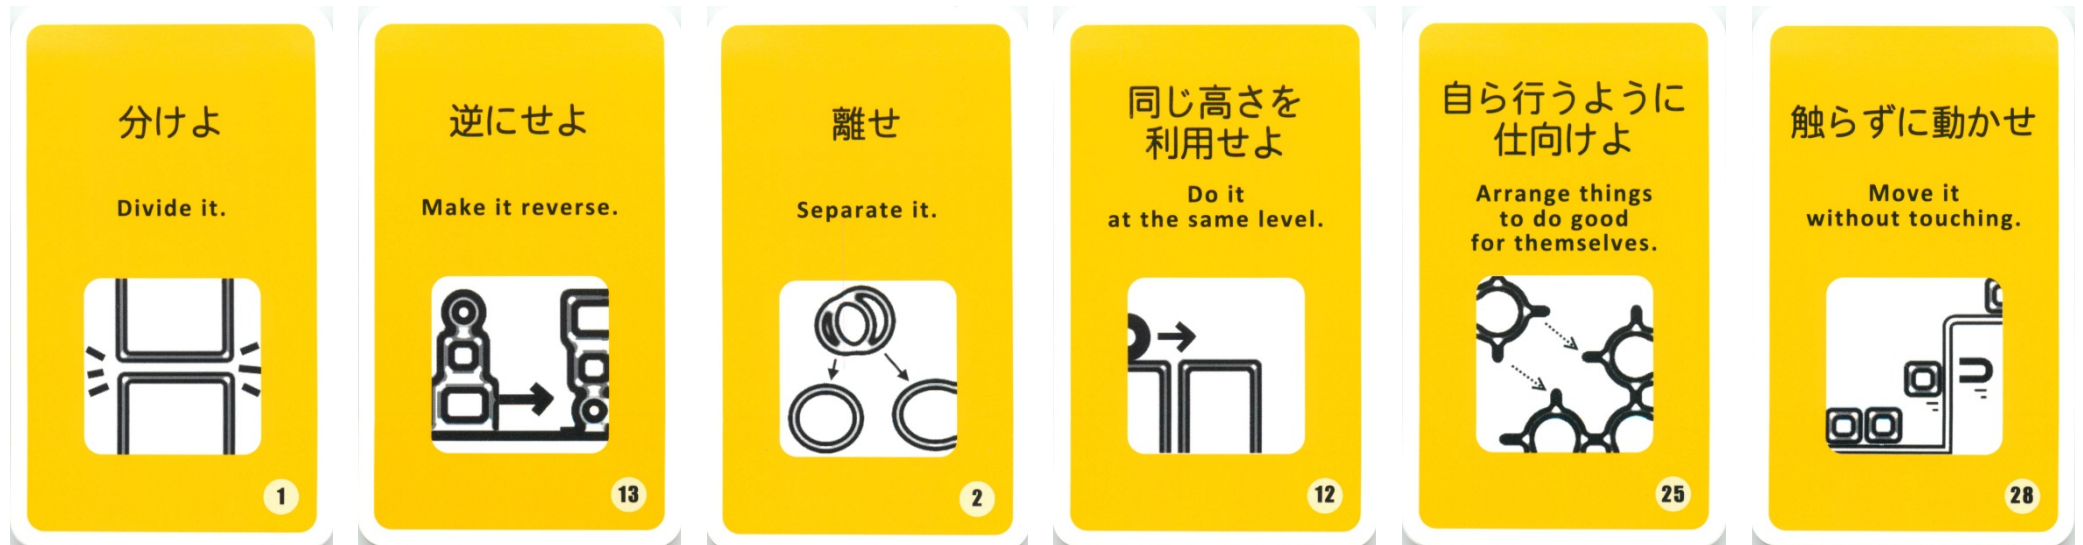 分けよ
Divide it.
1
逆にせよ
Make it reverse.
13
離せ
Separate it.
2
同じ高さを
利用せよ
Do it
at the same level.
12
自ら行うように
仕向けよ
Arrange things
to do good
for themselves.
25
触らずに動かせ
Move it
without touching.
28